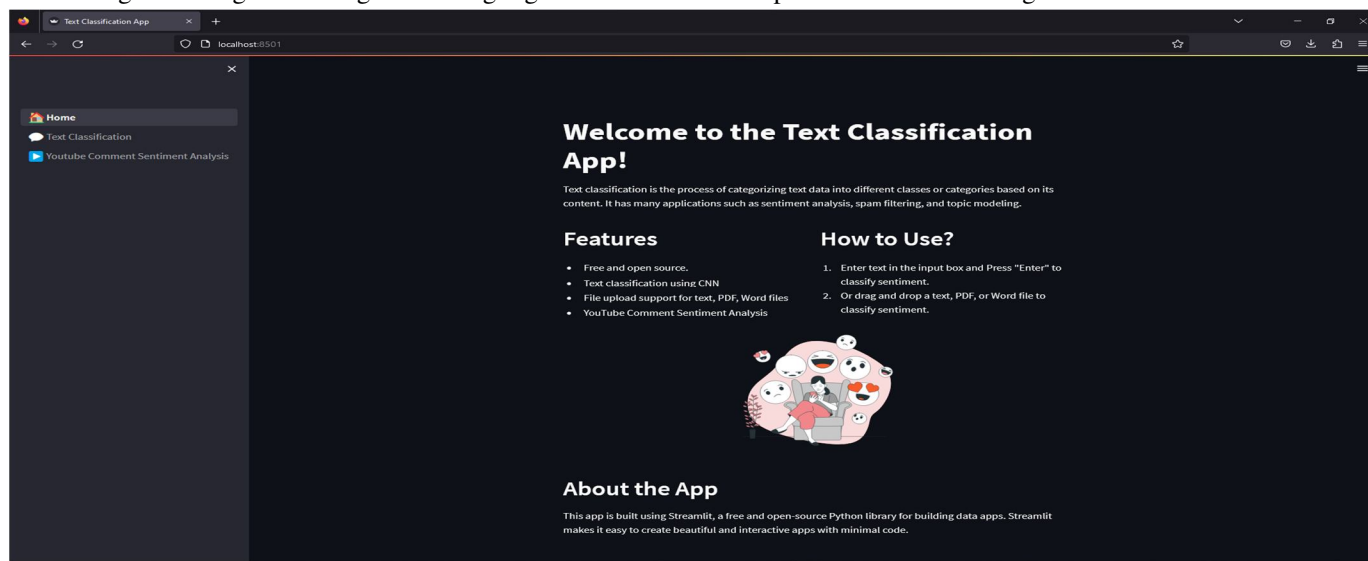 Text Classification App
localhost:8501
Home
Text Classification
Youtube Comment Sentiment Analysis
Welcome to the Text Classification
App!
Text classification is the process of categorizing text data into different classes or categories based on its
content. It has many applications such as sentiment analysis, spam filtering, and topic modeling.
Features
Free and open source.
Text classification using CNN
File upload support for text, PDF, Word files
YouTube Comment Sentiment Analysis
How to Use?
1. Enter text in the input box and Press "Enter" to
classify sentiment.
2. Or drag and drop a text, PDF, or Word file to
classify sentiment.
About the App
This app is built using Streamlit, a free and open-source Python library for building data apps. Streamlit
makes it easy to create beautiful and interactive apps with minimal code.